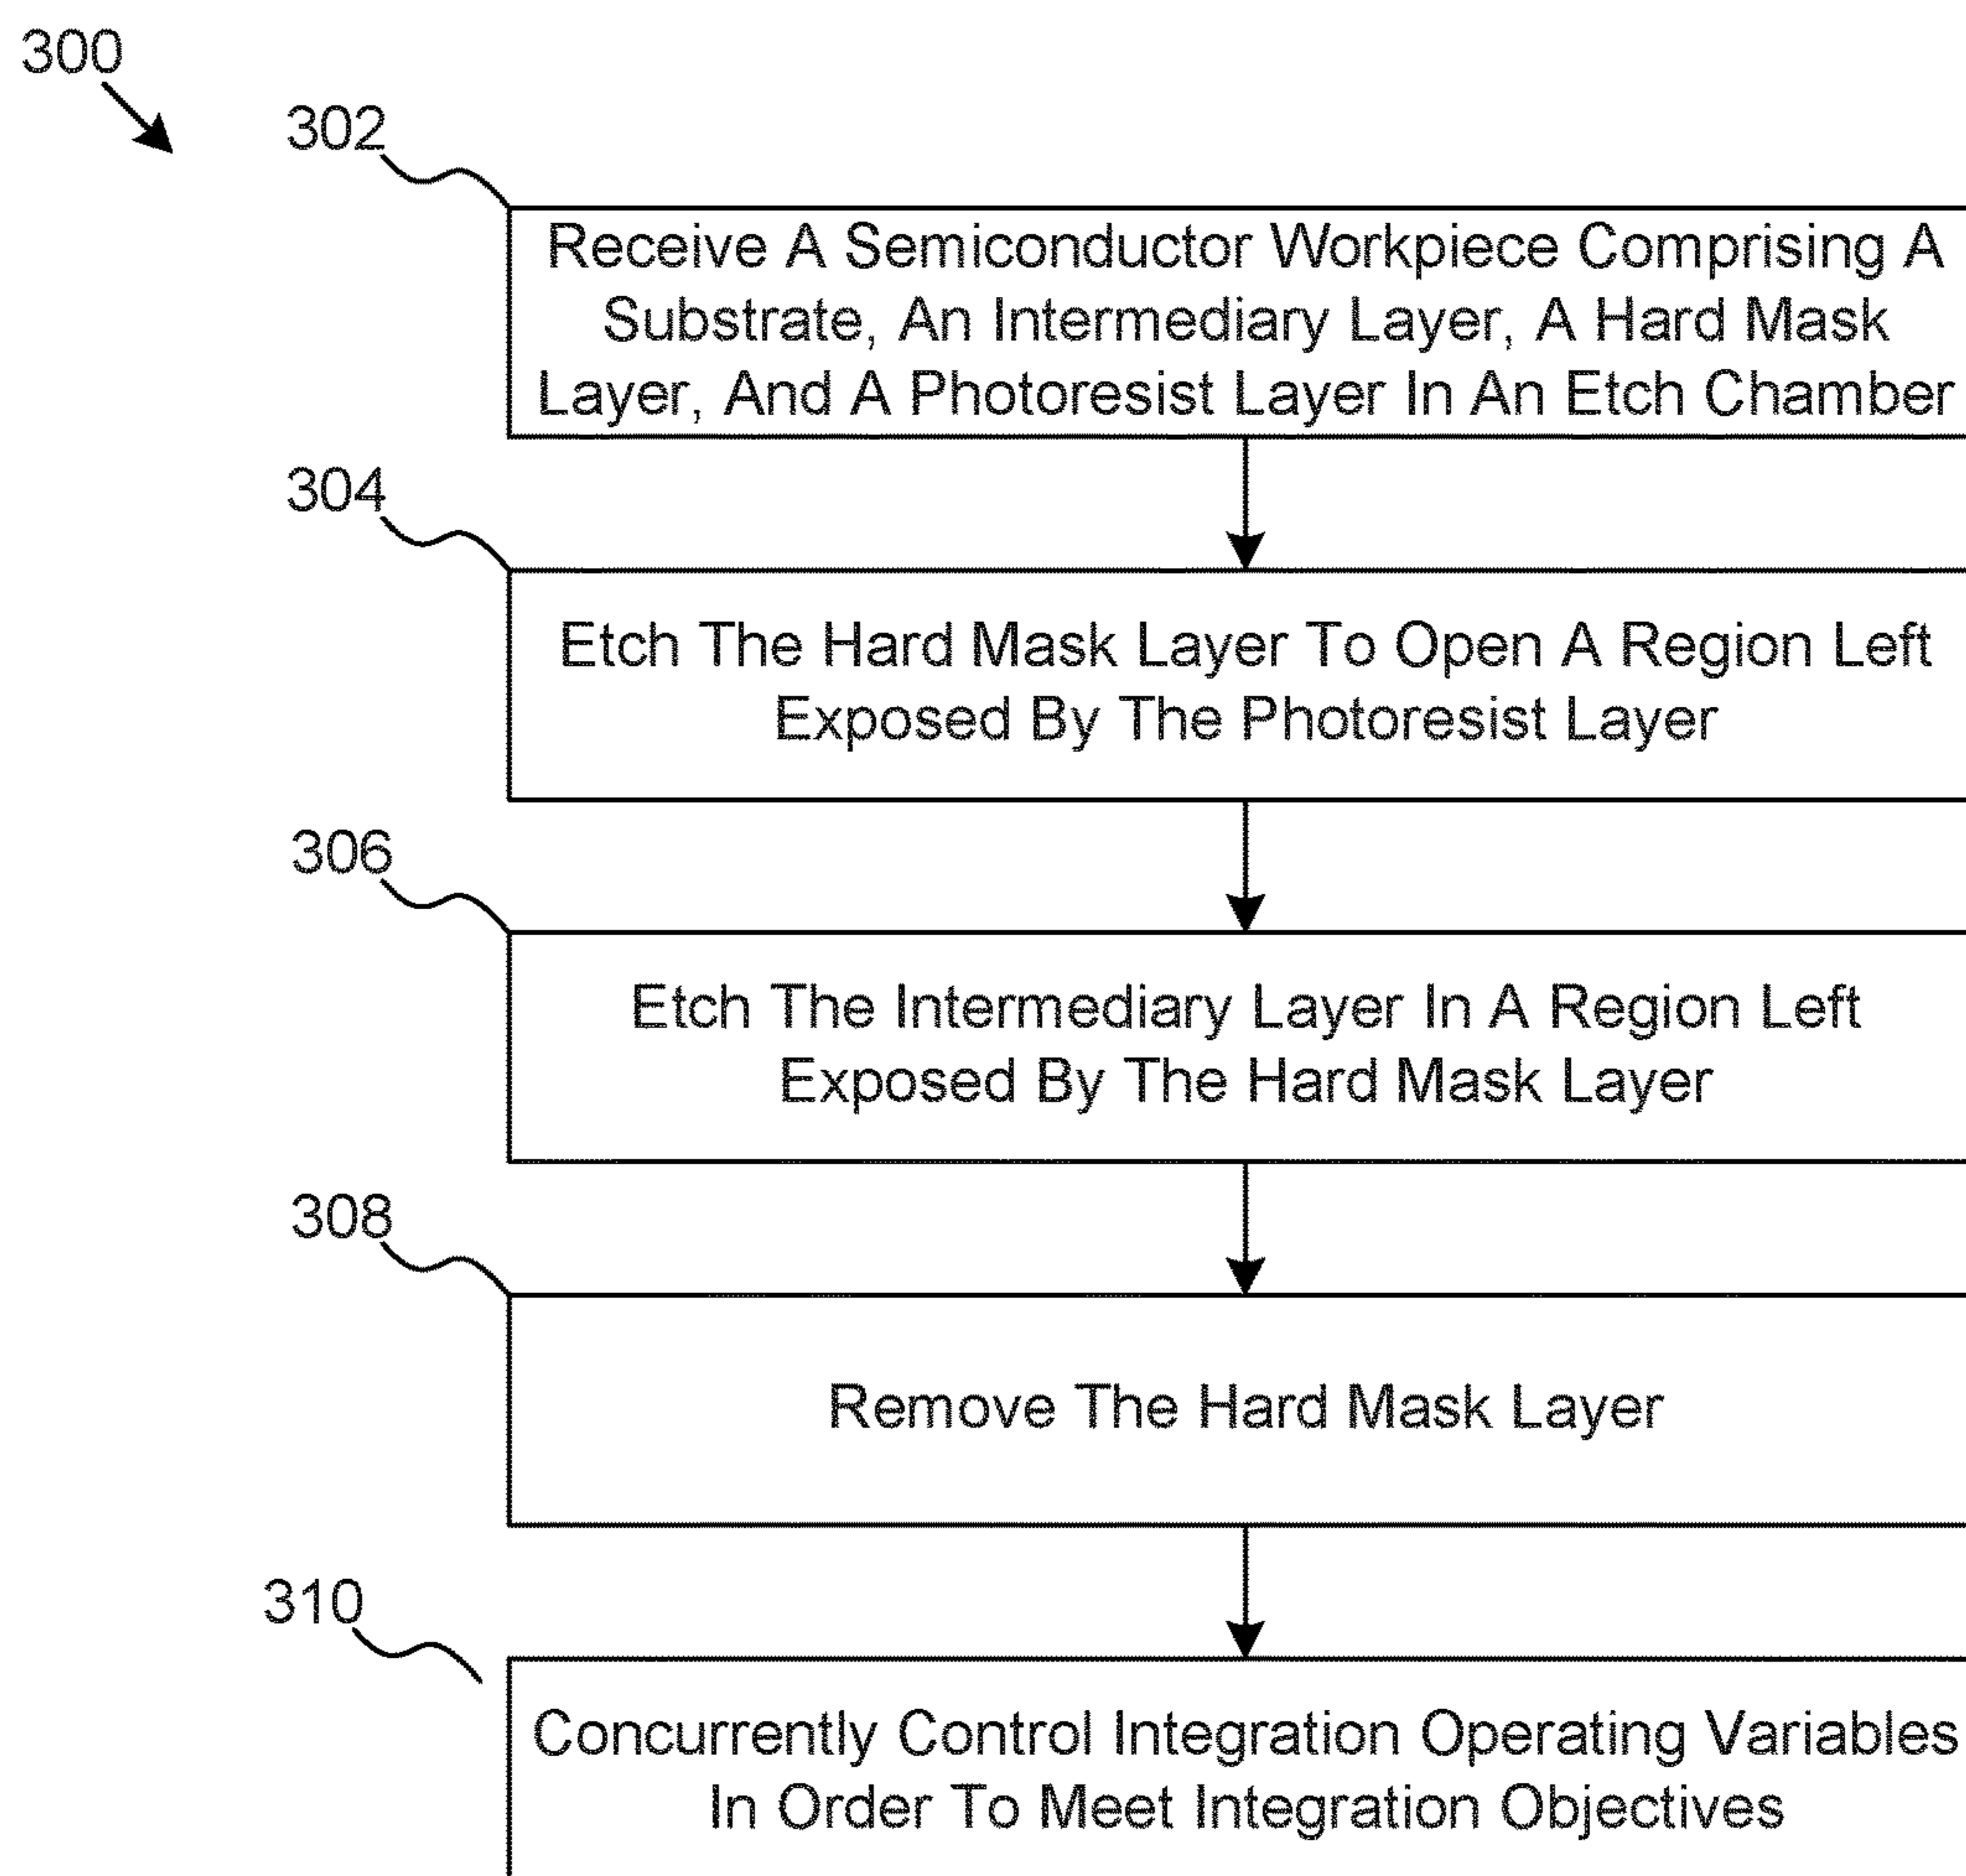 300
302
Receive A Semiconductor Workpiece Comprising A
Substrate, An Intermediary Layer, A Hard Mask
Layer, And A Photoresist Layer In An Etch Chamber
304
Etch The Hard Mask Layer To Open A Region Left
Exposed By The Photoresist Layer
306
Etch The Intermediary Layer In A Region Left
Exposed By The Hard Mask Layer
308
Remove The Hard Mask Layer
310
Concurrently Control Integration Operating Variables
In Order To Meet Integration Objectives